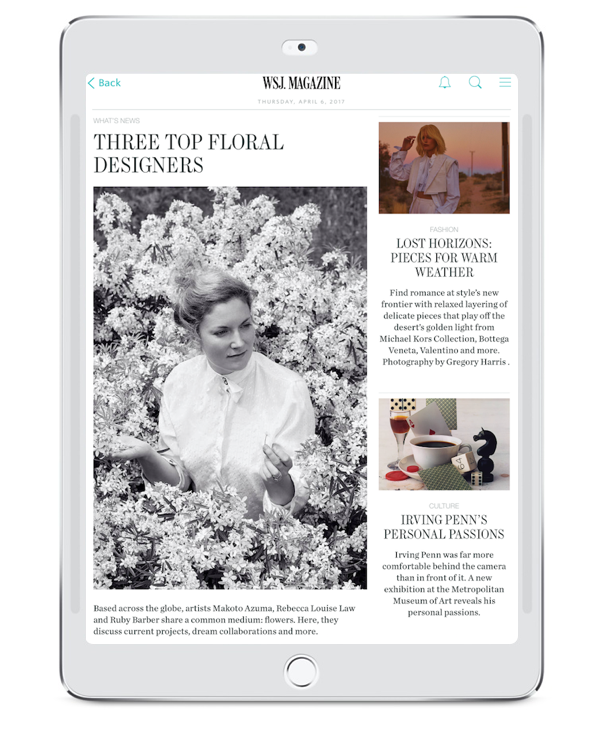 Back
WSJ. MAGAZINE
THURSDAY, APRIL 6, 2017
WHAT'S NEWS
THREE TOP FLORAL
DESIGNERS
Based across the globe, artists Makoto Azuma, Rebecca Louise Law
and Ruby Barber share a common medium: flowers. Here, they
discuss current projects, dream collaborations and more.
FASHION
LOST HORIZONS:
PIECES FOR WARM
WEATHER
Find romance at style's new
frontier with relaxed layering of
delicate pieces that play off the
desert's golden light from
Michael Kors Collection, Bottega
Veneta, Valentino and more.
Photography by Gregory Harris .
CULTURE
IRVING PENN'S
PERSONAL PASSIONS
Irving Penn was far more
comfortable behind the camera
than in front of it. A new
exhibition at the Metropolitan
Museum of Art reveals his
personal passions.